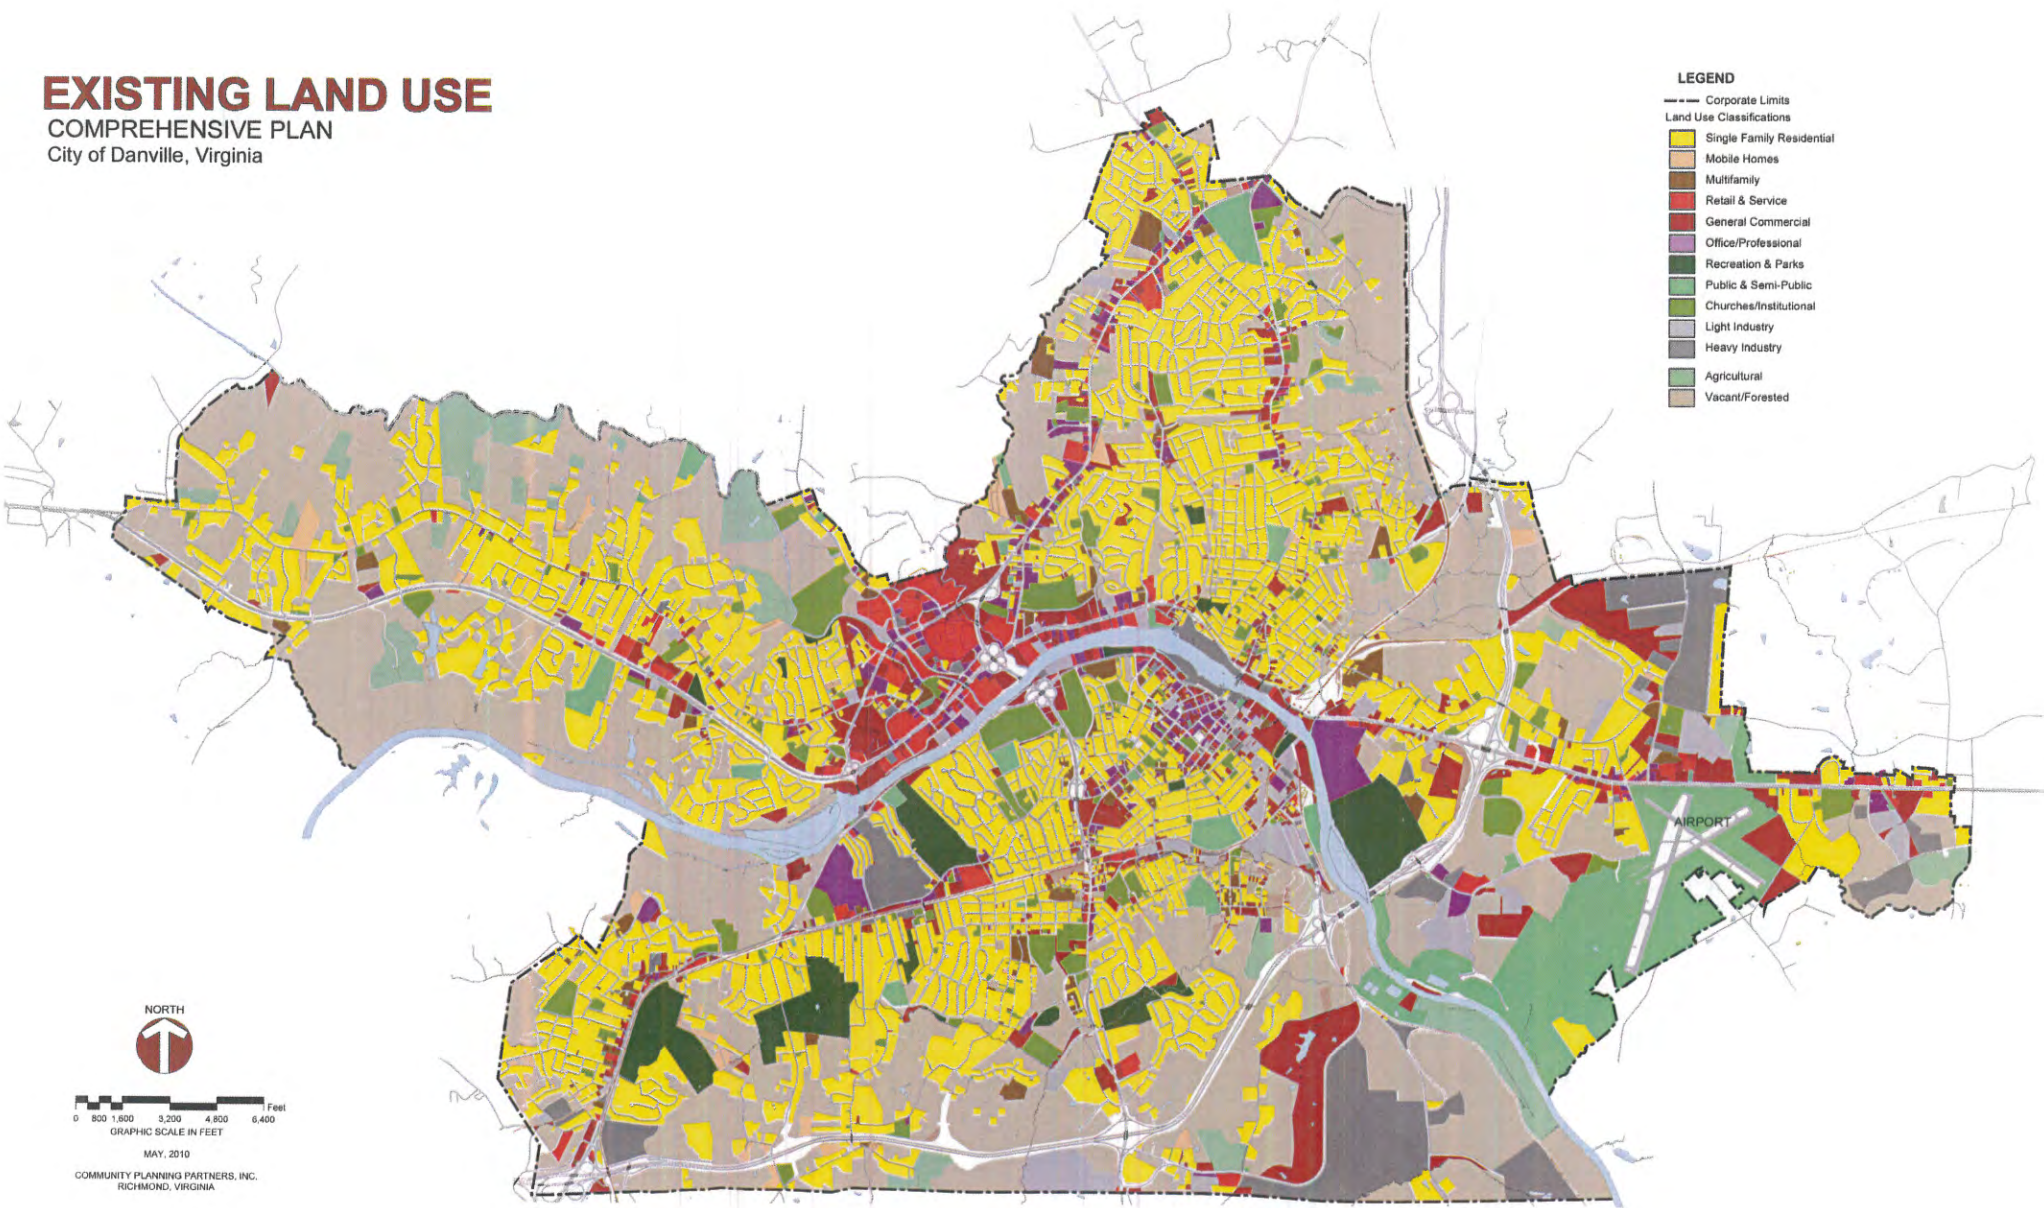 EXISTING LAND USE
COMPREHENSIVE PLAN
City of Danville, Virginia
LEGEND
Corporate Limits
Land Use Classifications
Single Family Residential
Mobile Homes
Multifamily
Retail & Service
General Commercial
Office/Professional
Recreation & Parks
Public & Semi-Public
Churches/Institutional
Light Industry
Heavy Industry
Agricultural
Vacant/Forested
AIRPORT
NORTH
Feet
0 800 1,600 3,200 4,800 6,400
GRAPHIC SCALE IN FEET
MAY, 2010
COMMUNITY PLANNING PARTNERS, INC.
RICHMOND, VIRGINIA